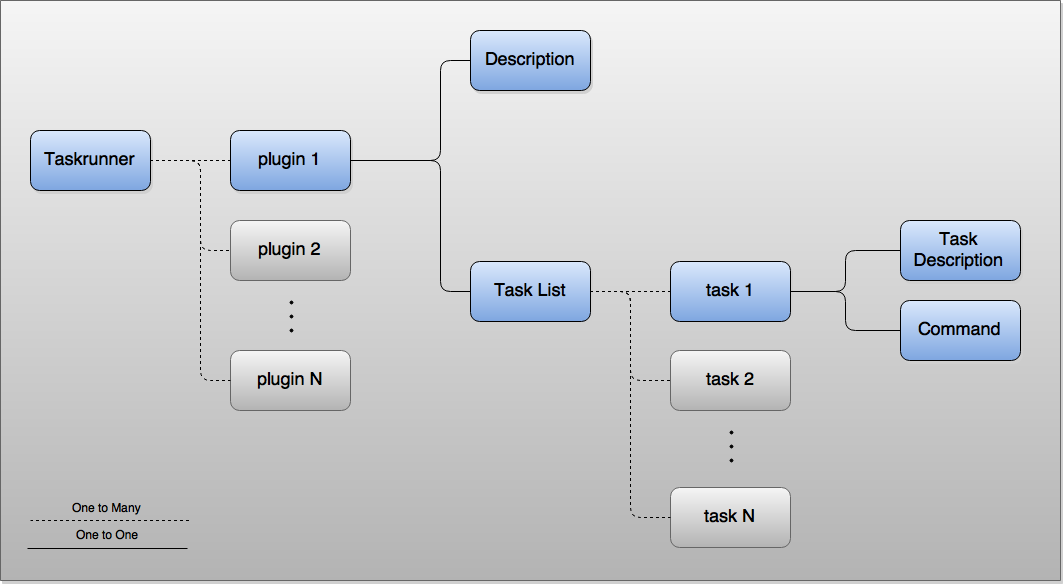 Description
Taskrunner
plugin 1
plugin 2
plugin N
Task List
task 1
task 2
task N
Task
Description
Command
One to Many
One to One